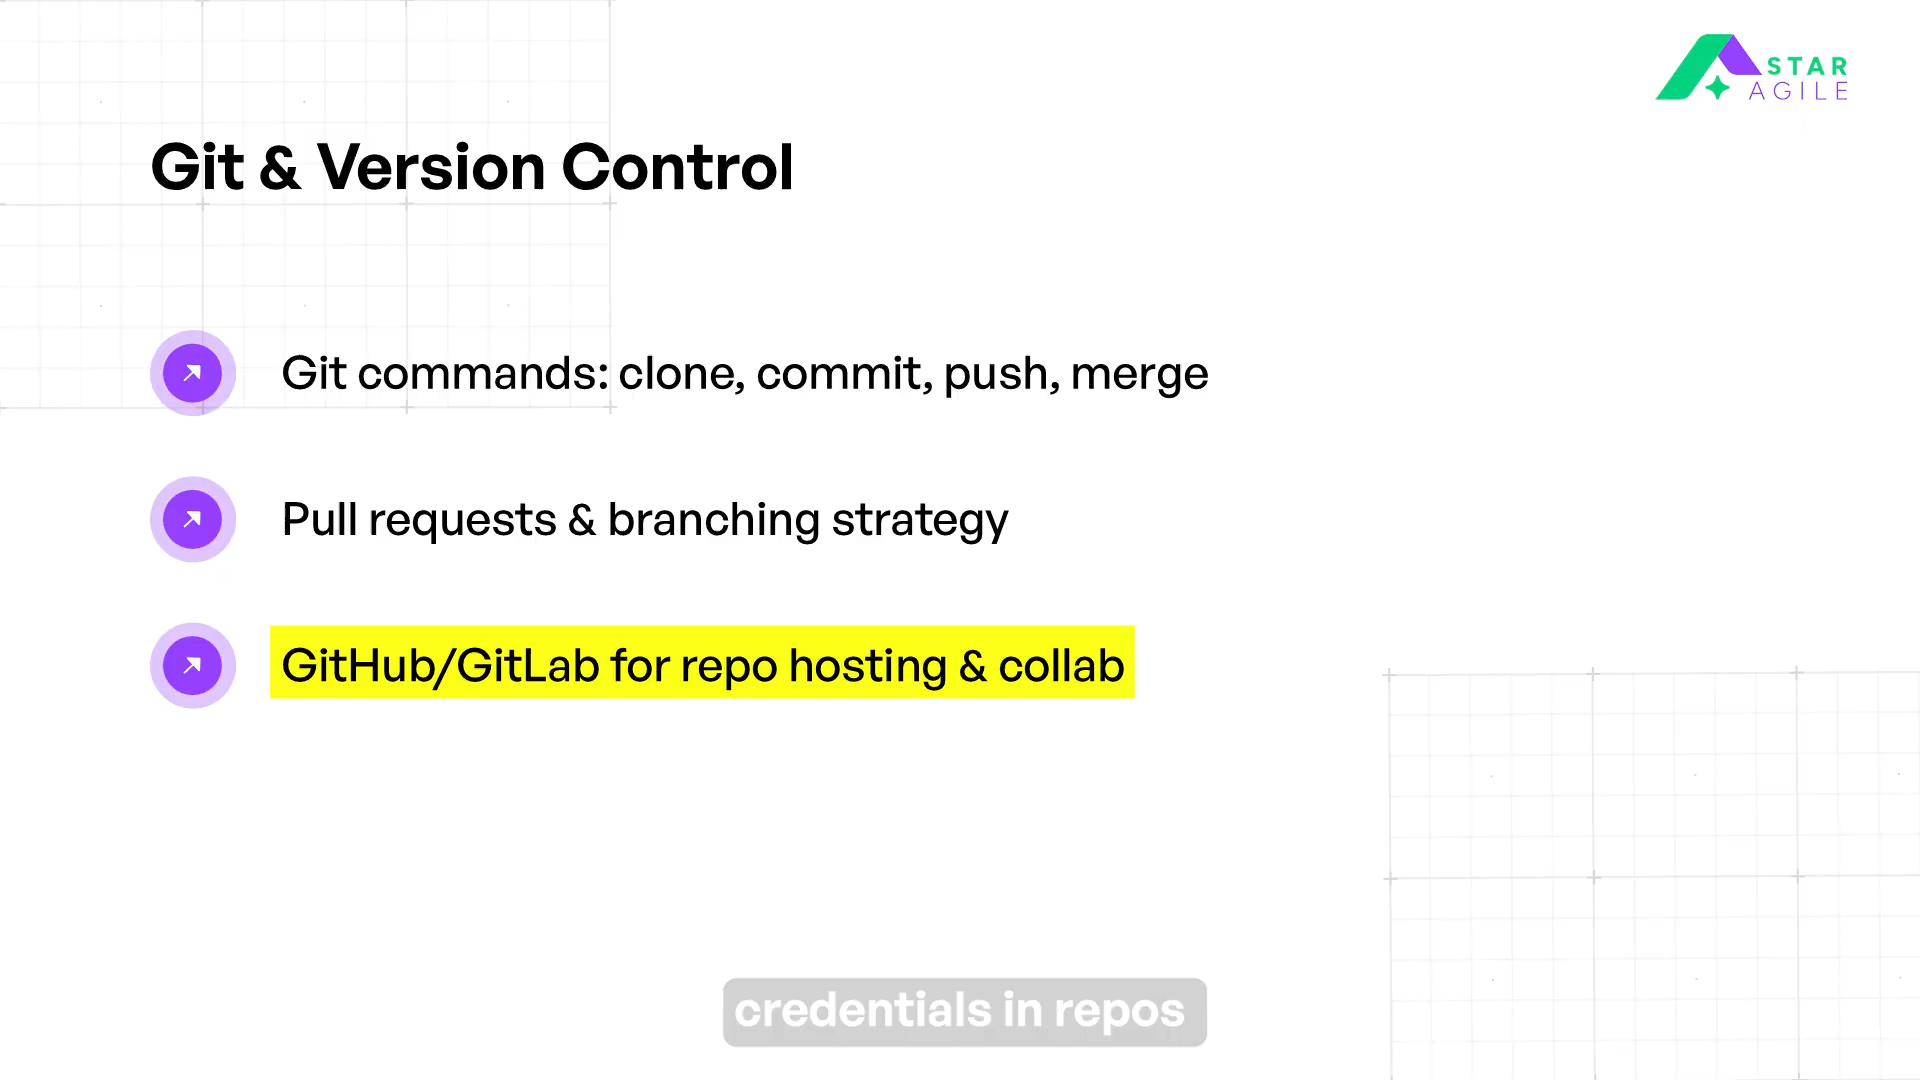 STAR
AGILE
Git & Version Control
Git commands: clone, commit, push, merge
Pull requests & branching strategy
GitHub/GitLab for repo hosting & collab
credentials in repos